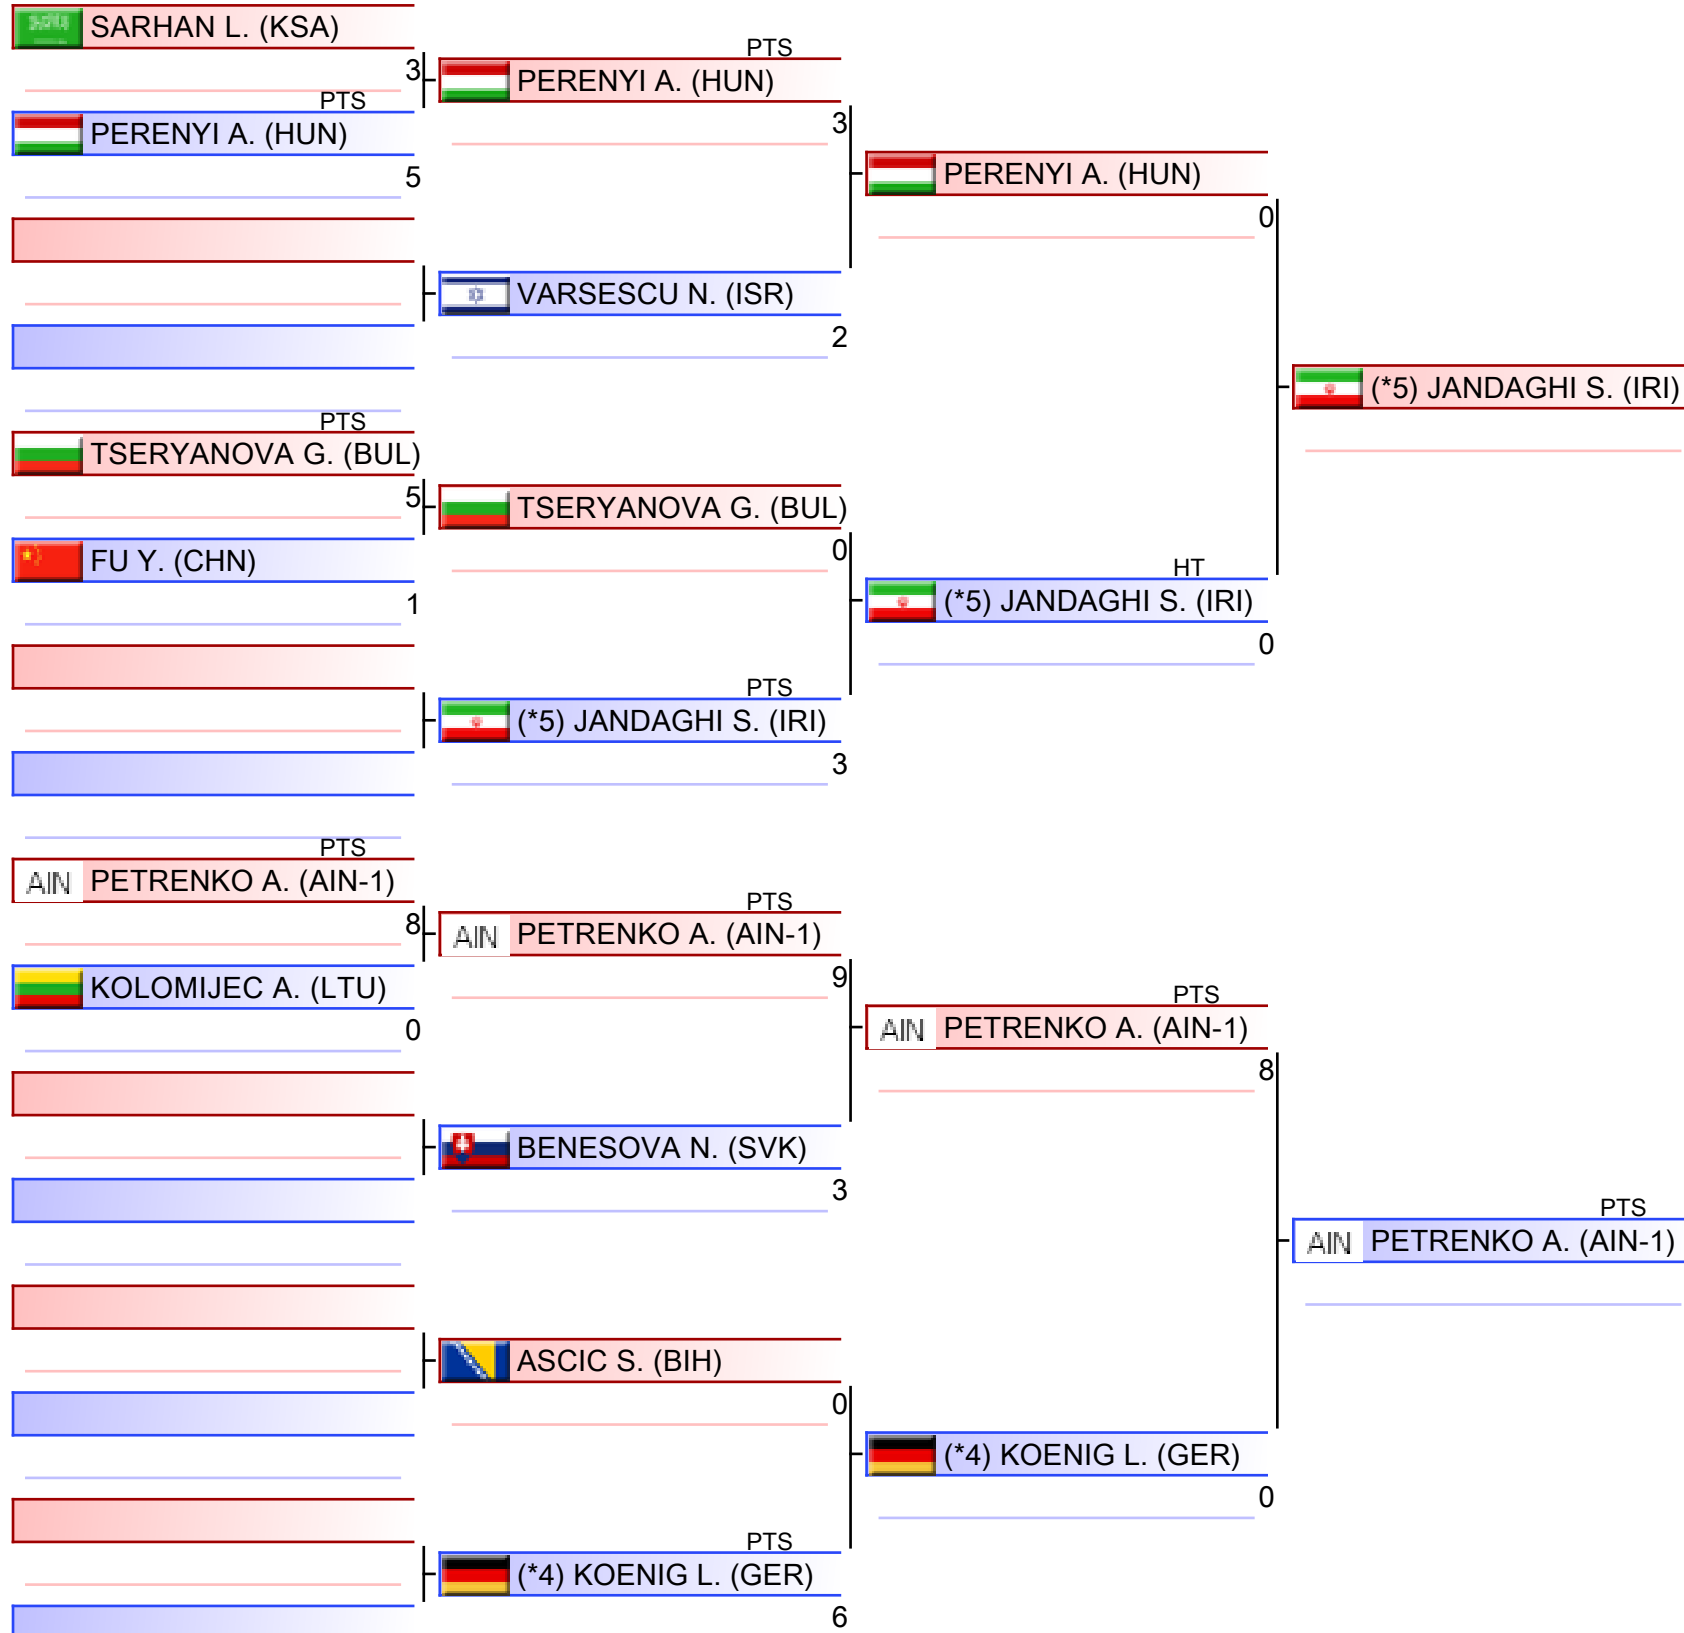 SARHAN L. (KSA)
3
PTS
PERENYI A. (HUN)
5
PTS
PERENYI A. (HUN)
3
VARSESCU N. (ISR)
2
PERENYI A. (HUN)
0
PTS
TSERYANOVA G. (BUL)
5
FU Y. (CHN)
1
TSERYANOVA G. (BUL)
0
PTS
(*5) JANDAGHI S. (IRI)
3
HT
(*5) JANDAGHI S. (IRI)
0
(*5) JANDAGHI S. (IRI)
PTS
AIN PETRENKO A. (AIN-1)
8
KOLOMIJEC A. (LTU)
0
PTS
AIN PETRENKO A. (AIN-1)
9
BENESOVA N. (SVK)
3
PTS
AIN PETRENKO A. (AIN-1)
8
ASCIC S. (BIH)
0
PTS
(*4) KOENIG L. (GER)
6
(*4) KOENIG L. (GER)
0
PTS
AIN PETRENKO A. (AIN-1)